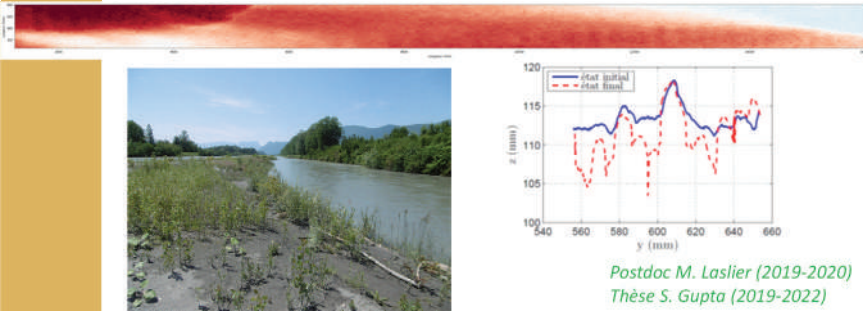 120
115
110
105
100
z (mm)
état initial
état final
540
560
580
600
620
640
660
y (mm)
Postdoc M. Laslier (2019-2020)
Thèse S. Gupta (2019-2022)